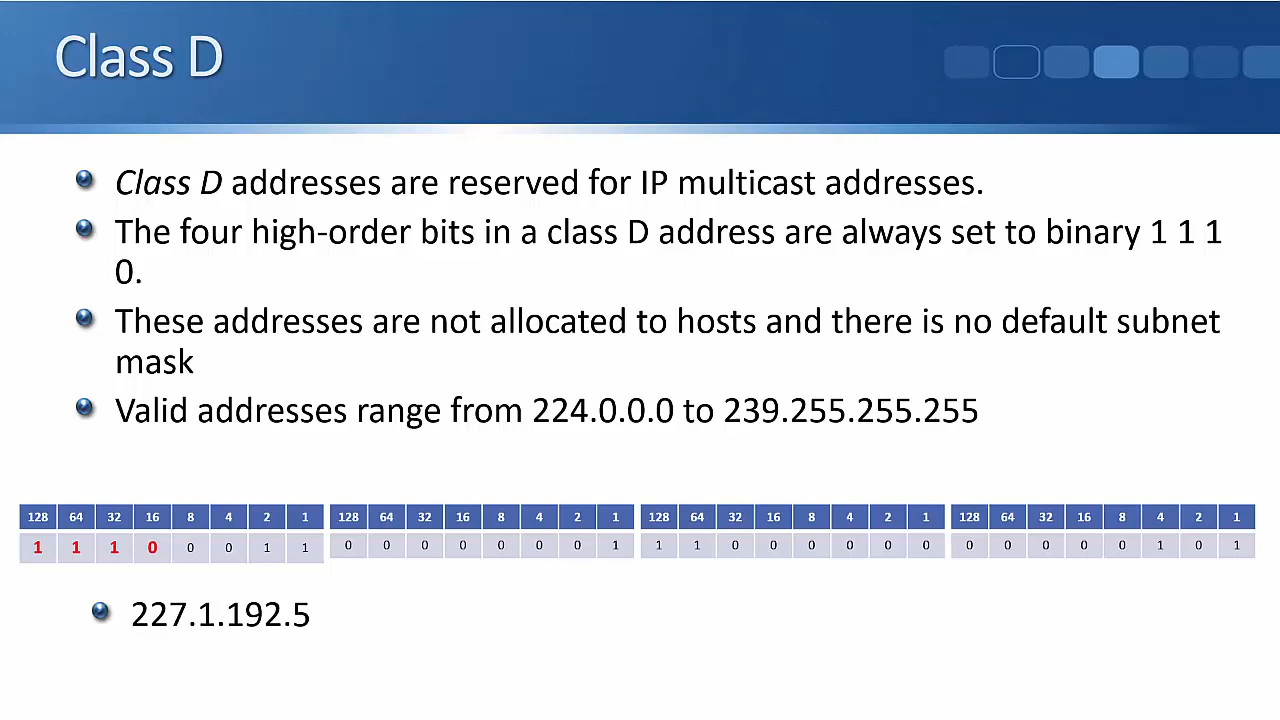 Class D
Class D addresses are reserved for IP multicast addresses.
The four high-order bits in a class D address are always set to binary 1 1 1
0.
These addresses are not allocated to hosts and there is no default subnet
mask
Valid addresses range from 224.0.0.0 to 239.255.255.255
128 64 32 16 8 4 2 1 128 64 32 16 8 4 2 1 128 64 32 16 8 4 2 1 128 64 32 16 8 4 2 1
1 1 1 0 0 0 1 1 0 0 0 0 0 0 0 1 1 1 0 0 0 0 0 0 0 0 0 0 0 1 0 1
227.1.192.5